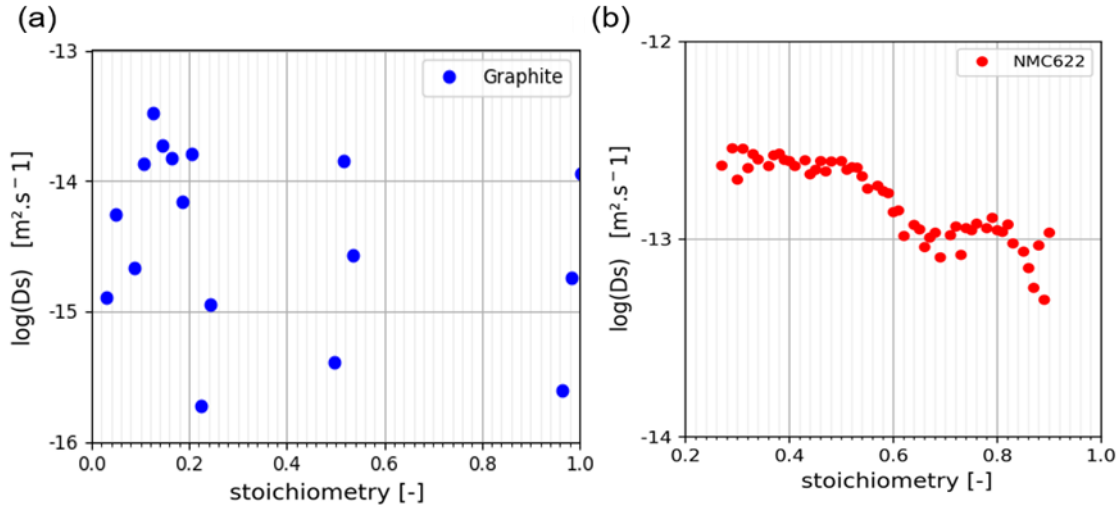 (a)
Graphite
-13
-14
-15
-16
log(Ds) [m².s−1]
0.0 0.2 0.4 0.6 0.8 1.0
stoichiometry [-]
(b)
NMC622
-12
-13
-14
log(Ds) [m².s−1]
0.2 0.4 0.6 0.8 1.0
stoichiometry [-]